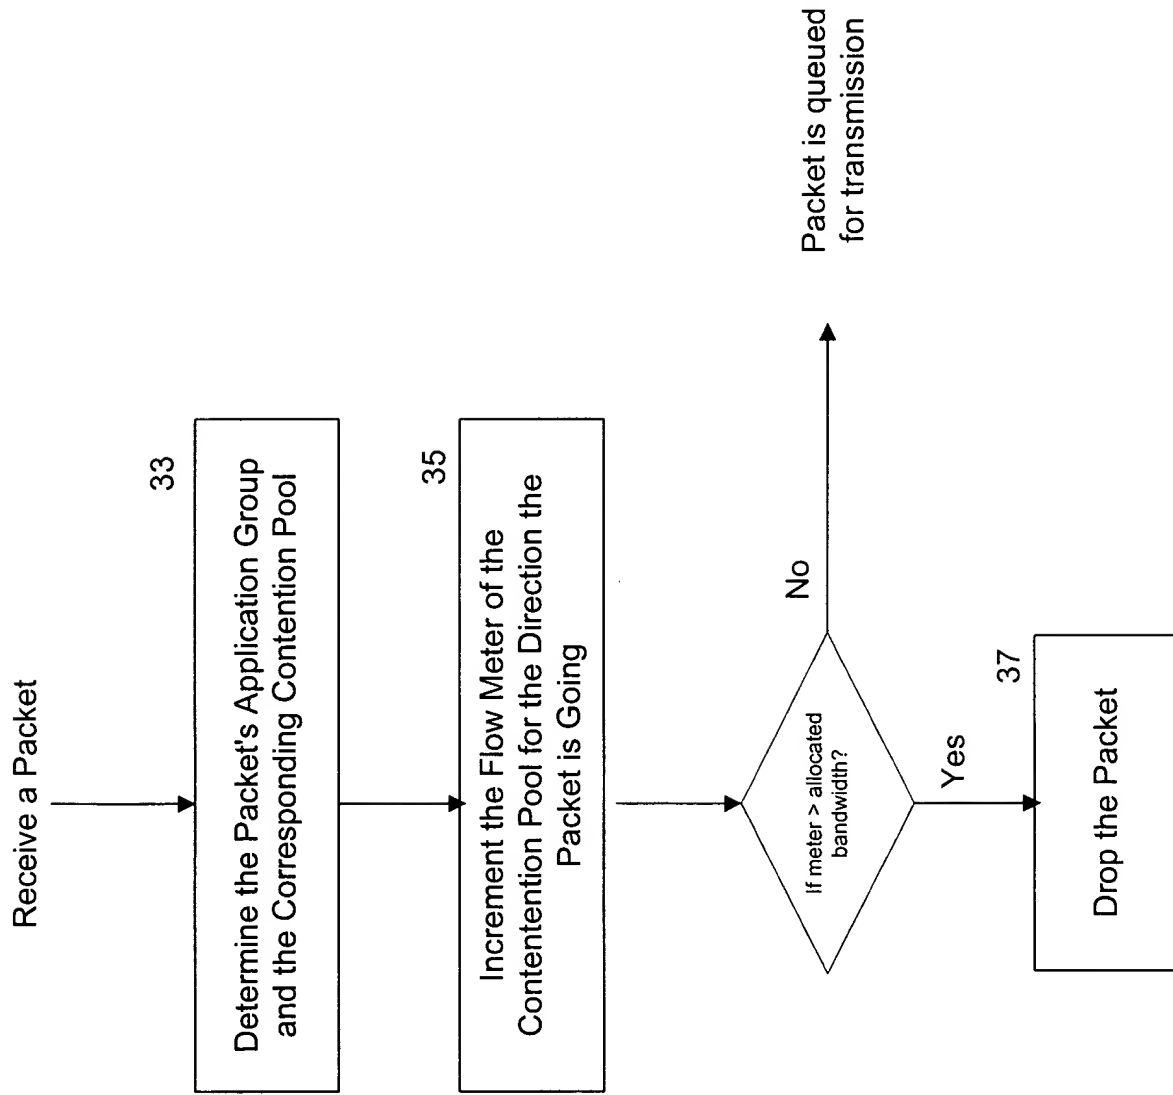 Receive a Packet
33
Determine the Packet's Application Group
and the Corresponding Contention Pool
35
Increment the Flow Meter of the
Contentention Pool for the Direction the
Packet is Going
If meter > allocated
bandwidth?
No
Packet is queued
for transmission
Yes
37
Drop the Packet